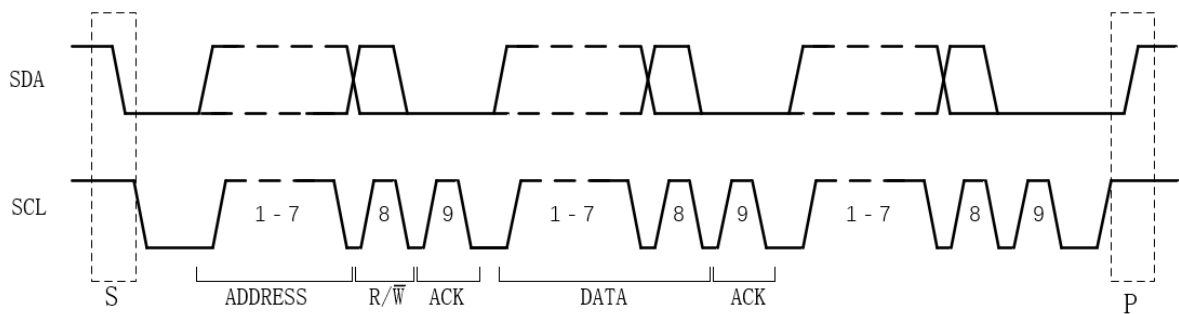 SDA
SCL 1-7 8 9 1-7 8 9 1-7 8 9
S ADDRESS R/W̅ ACK DATA ACK P